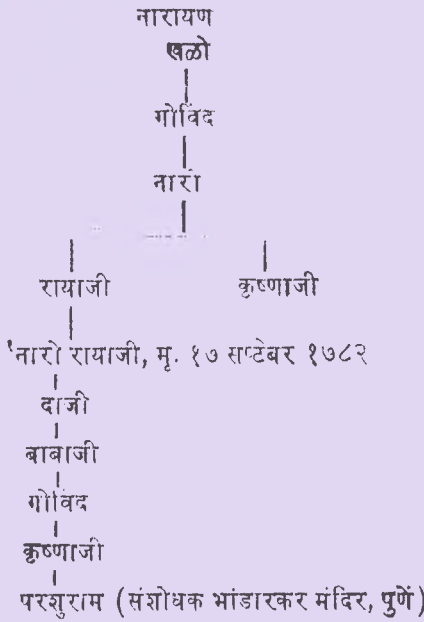 नारायण
खळो
गोविंद
नारो
रायाजी कृष्णाजी
'नारो रायाजी, मृ. १७ सप्टेंबर १७८२
दाजी
बाबाजी
गोविंद
कृष्णाजी
परशुराम (संशोधक भांडारकर मंदिर, पुणें)